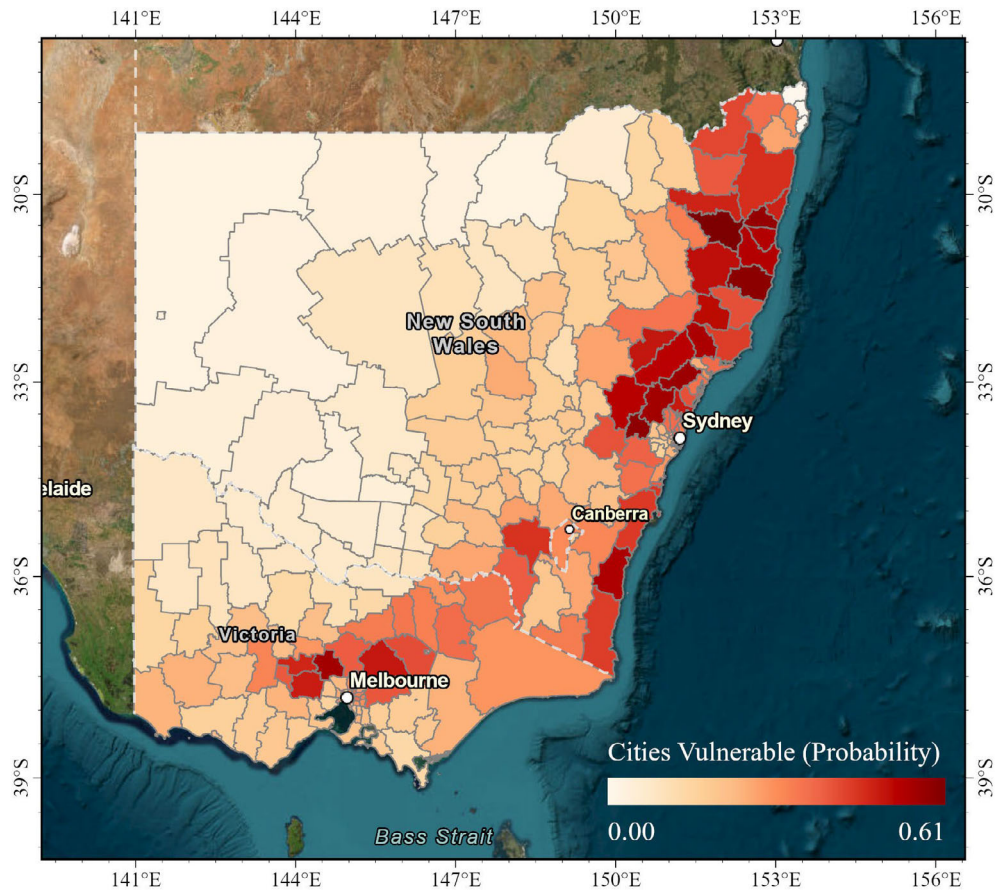 141°E 144°E 147°E 150°E 153°E 156°E
30°S 30°S
New South
Wales
33°S 33°S
Sydney
elaide
Canberra
36°S 36°S
Victoria
Melbourne
Cities Vulnerable (Probability)
39°S 39°S
0.00 0.61
Bass Strait
141°E 144°E 147°E 150°E 153°E 156°E